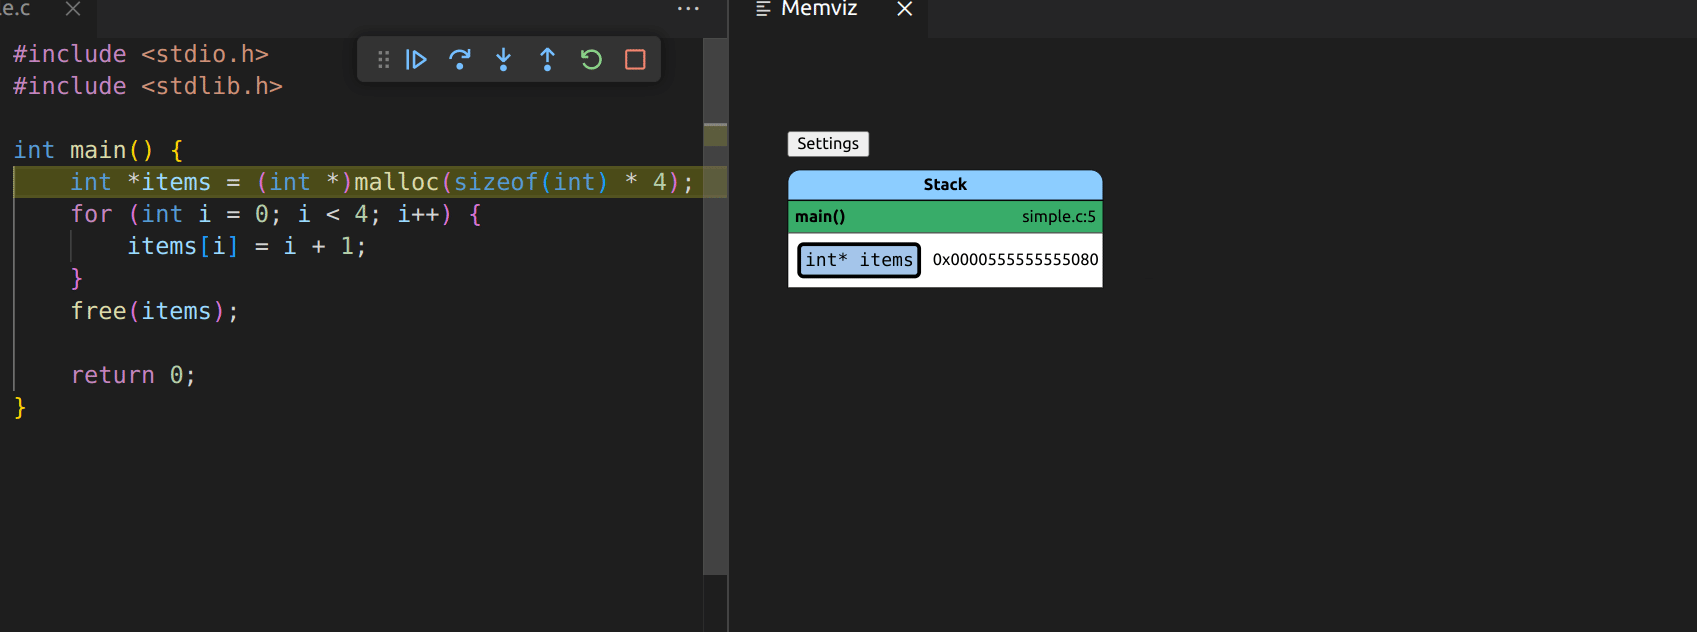 le.c
#include <stdio.h>
#include <stdlib.h>
int main() {
int *items = (int *)malloc(sizeof(int) * 4);
for (int i = 0; i < 4; i++) {
items[i] = i + 1;
}
free(items);
return 0;
}
Memviz
Settings
Stack
main() simple.c:5
int* items 0x0000555555555080